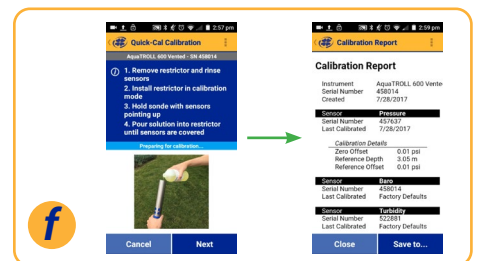 2:57 pm
Quick-Cal Calibration
AquaTROLL 600 Vented - SN 458014
1. Remove restrictor and rinse
sensors
2. Install restrictor in calibration
mode
3. Hold sonde with sensors
pointing up
4. Pour solution into restrictor
until sensors are covered
Preparing for calibration...
Cancel Next
f
2:59 pm
Calibration Report
Calibration Report
Instrument AquaTROLL 600 Vente
Serial Number 458014
Created 7/28/2017
Sensor Pressure
Serial Number 457637
Last Calibrated 7/28/2017
Calibration Details
Zero Offset 0.01 psi
Reference Depth 3.05 m
Reference Offset 0.01 psi
Sensor Baro
Serial Number 458014
Last Calibrated Factory Defaults
Sensor Turbidity
Serial Number 522881
Last Calibrated Factory Defaults
Close Save to...